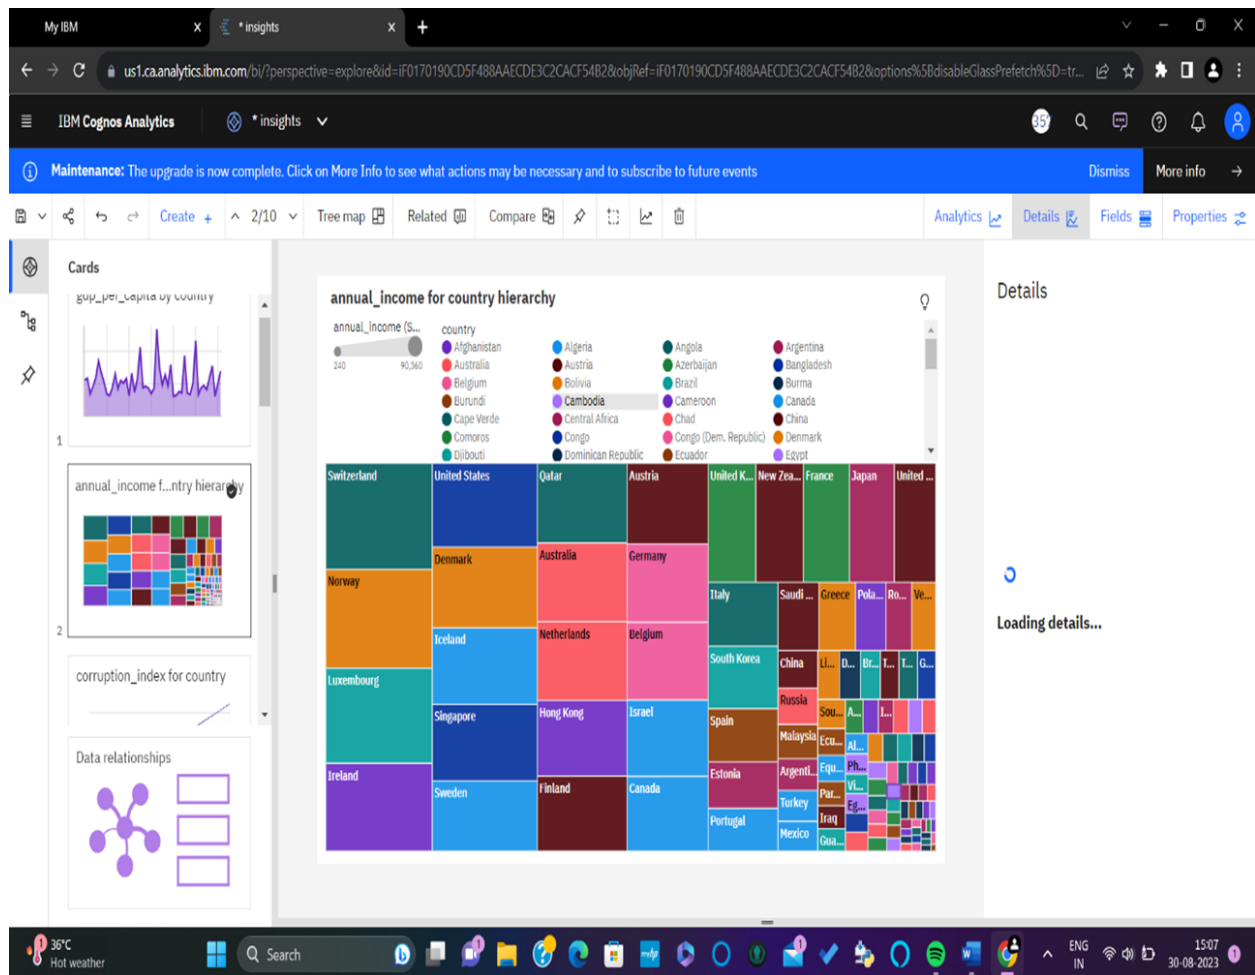 My IBM
* insights
us1.ca.analytics.ibm.com/bi/?perspective=explore&id=iF0170190CD5F488AAECDE3C2CACF54B2&objRef=iF0170190CD5F488AAECDE3C2CACF54B2&options%5BdisableGlassPrefetch%5D=tr...
IBM Cognos Analytics
* insights
Maintenance: The upgrade is now complete. Click on More Info to see what actions may be necessary and to subscribe to future events
Dismiss
More info
Create +
2/10
Tree map
Related
Compare
Analytics
Details
Fields
Properties
Cards
gdp_per_capita by country
1
annual_income f...ntry hierarchy
2
corruption_index for country
Data relationships
annual_income for country hierarchy
annual_income (S...
240
90,360
country
Afghanistan Algeria Angola Argentina
Australia Austria Azerbaijan Bangladesh
Belgium Bolivia Brazil Burma
Burundi Cambodia Cameroon Canada
Cape Verde Central Africa Chad China
Comoros Congo Congo (Dem. Republic) Denmark
Djibouti Dominican Republic Ecuador Egypt
Switzerland
Norway
Luxembourg
Ireland
United States
Denmark
Iceland
Singapore
Sweden
Qatar
Australia
Netherlands
Hong Kong
Finland
Austria
Germany
Belgium
Israel
Canada
United K...
New Zea...
France
Japan
United ...
Italy
South Korea
Spain
Estonia
Portugal
Saudi ...
Greece
Pola...
Ro...
Ve...
China
Russia
Malaysia
Argenti...
Turkey
Mexico
Li...
D...
Br...
T...
T...
G...
Sou...
A...
I...
Ecu...
Al...
Equ...
Ph...
Par...
Vi...
Eg...
Iraq
Gua...
Details
Loading details...
36°C
Hot weather
Search
ENG
IN
15:07
30-08-2023